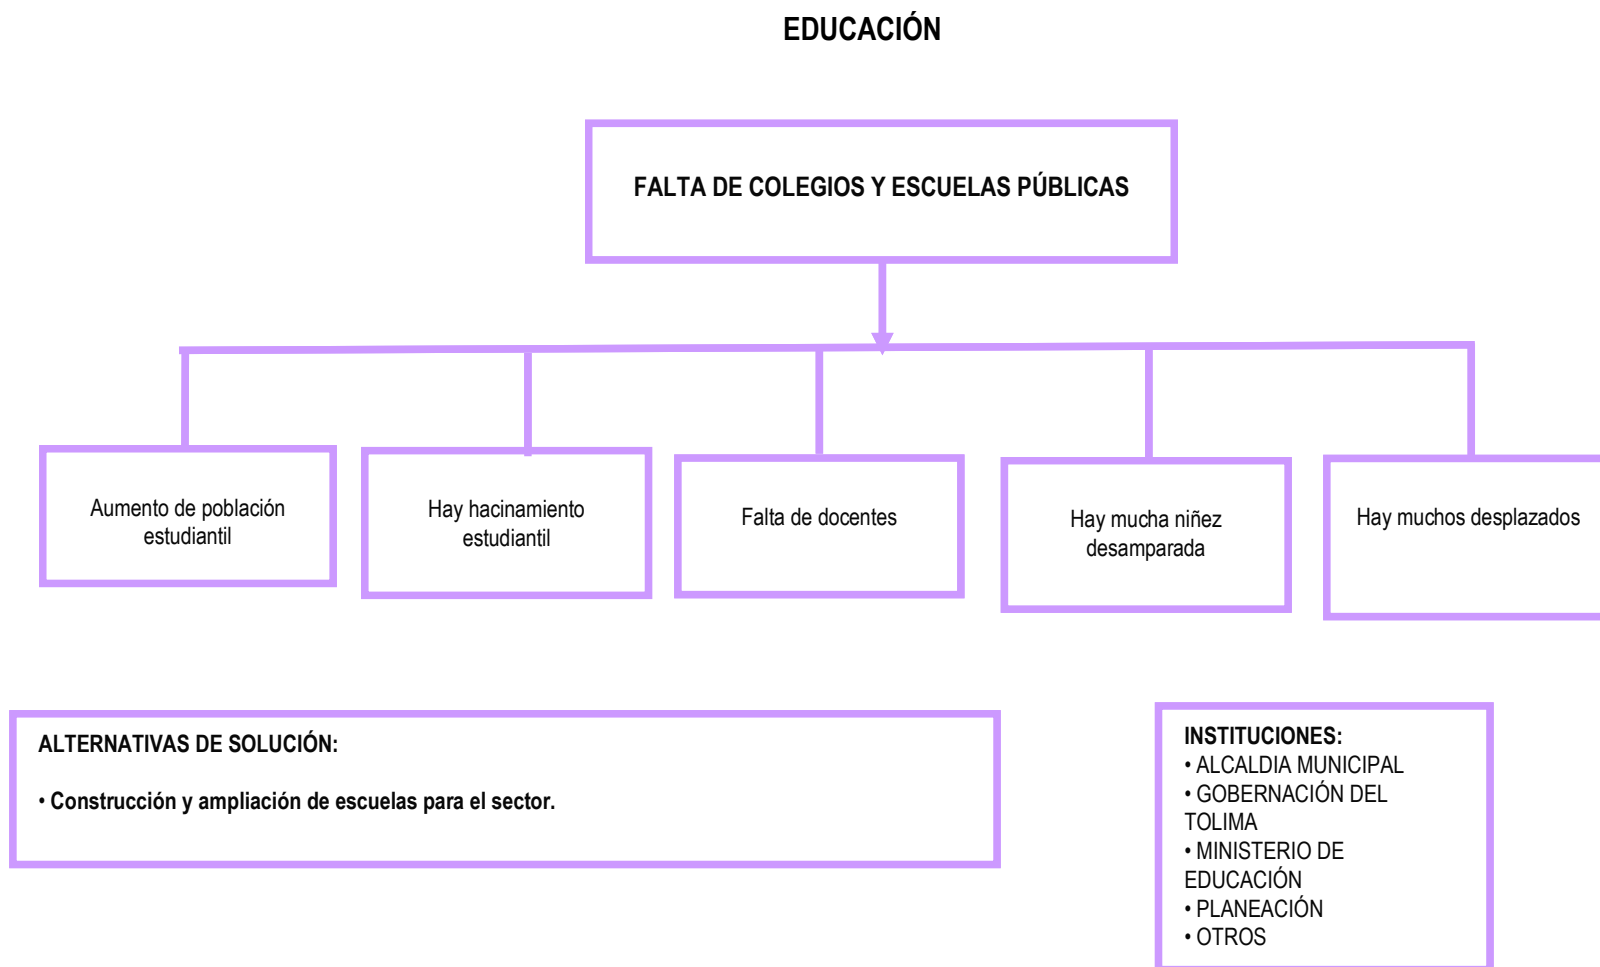 EDUCACIÓN
FALTA DE COLEGIOS Y ESCUELAS PÚBLICAS
Aumento de población
estudiantil
Hay hacinamiento
estudiantil
Falta de docentes
Hay mucha niñez
desamparada
Hay muchos desplazados
ALTERNATIVAS DE SOLUCIÓN:
• Construcción y ampliación de escuelas para el sector.
INSTITUCIONES:
• ALCALDIA MUNICIPAL
• GOBERNACIÓN DEL
TOLIMA
• MINISTERIO DE
EDUCACIÓN
• PLANEACIÓN
• OTROS